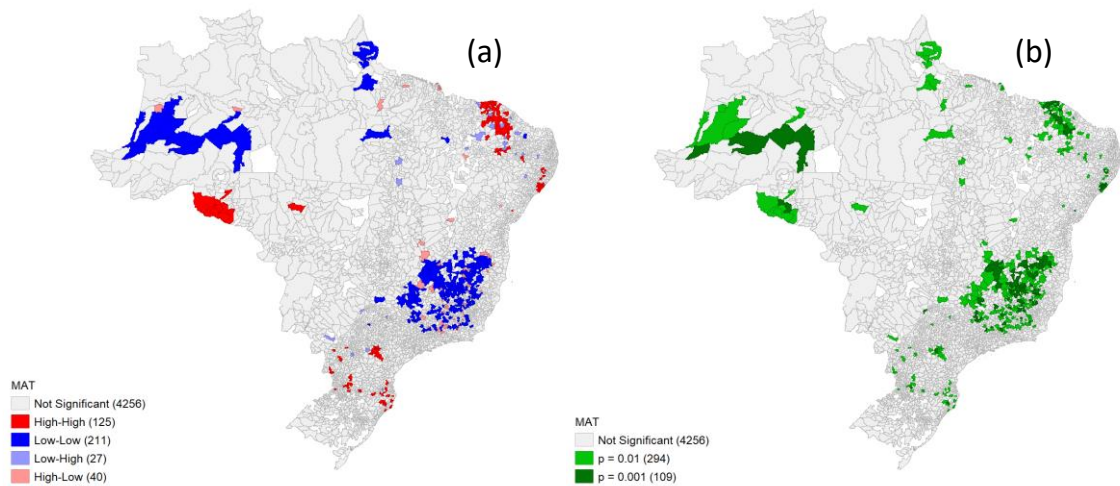 (a)
(b)
MAT
Not Significant (4256)
High-High (125)
Low-Low (211)
Low-High (27)
High-Low (40)
MAT
Not Significant (4256)
p = 0.01 (294)
p = 0.001 (109)